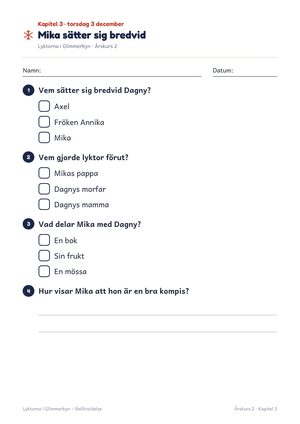 Kapitel 3 · torsdag 3 december
Mika sätter sig bredvid
Lyktorna i Glimmerbyn · Årskurs 2
Namn:
Datum:
1 Vem sätter sig bredvid Dagny?
Axel
Fröken Annika
Mika
2 Vem gjorde lyktor förut?
Mikas pappa
Dagnys morfar
Dagnys mamma
3 Vad delar Mika med Dagny?
En bok
Sin frukt
En mössa
4 Hur visar Mika att hon är en bra kompis?
Lyktorna i Glimmerbyn – läsförståelse
Årskurs 2 · Kapitel 3